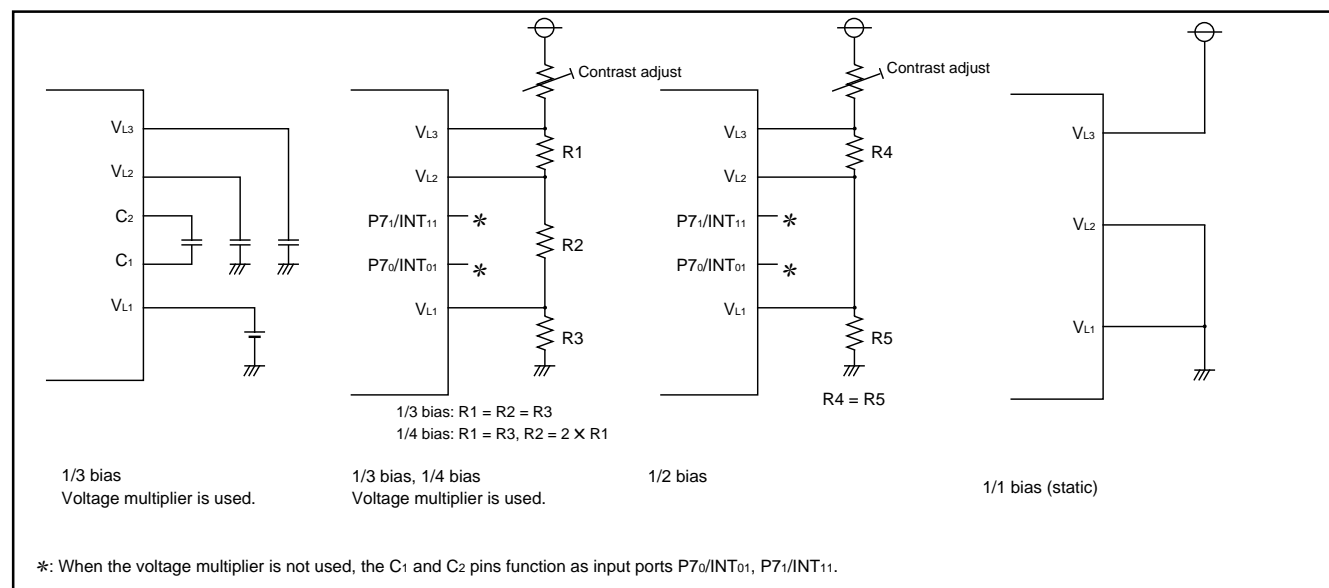 VL3
VL2
C2
C1
VL1
1/3 bias
Voltage multiplier is used.
Contrast adjust
VL3
R1
VL2
P71/INT11
*
R2
P70/INT01
*
VL1
R3
1/3 bias: R1 = R2 = R3
1/4 bias: R1 = R3, R2 = 2 × R1
1/3 bias, 1/4 bias
Voltage multiplier is used.
Contrast adjust
VL3
R4
VL2
P71/INT11
*
P70/INT01
*
VL1
R5
R4 = R5
1/2 bias
VL3
VL2
VL1
1/1 bias (static)
*: When the voltage multiplier is not used, the C1 and C2 pins function as input ports P70/INT01, P71/INT11.